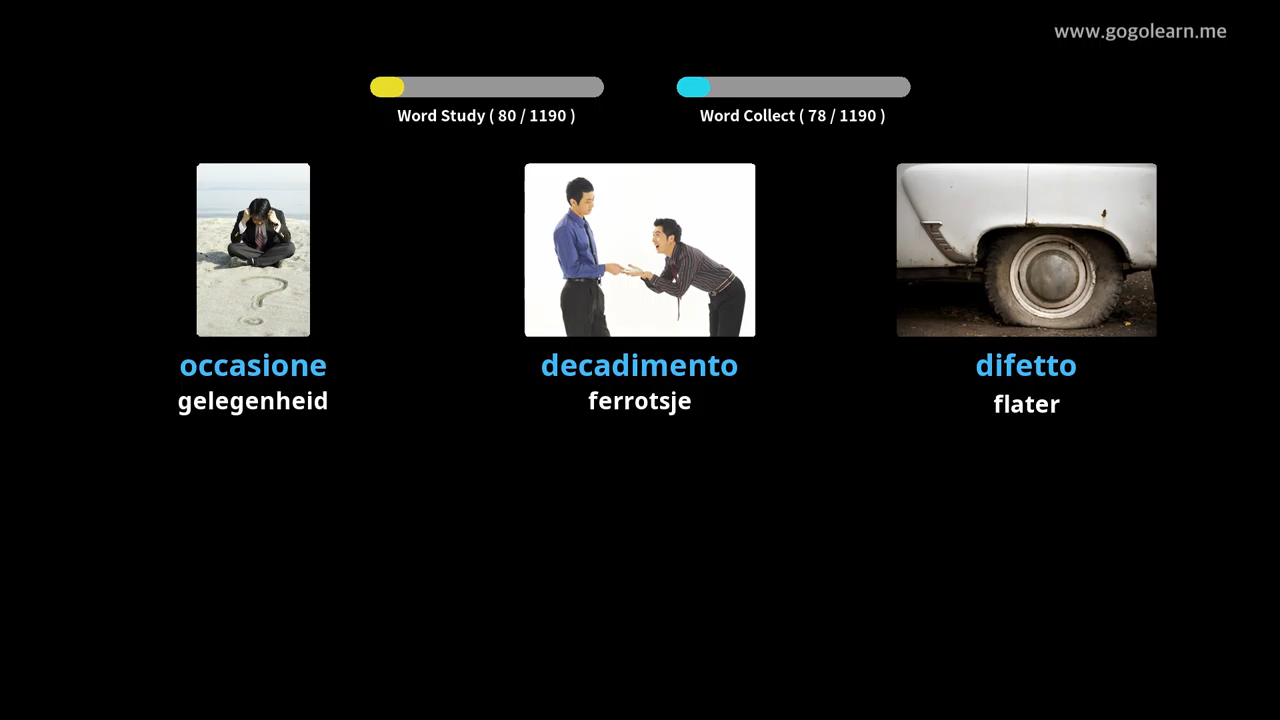 www.gogolearn.me
Word Study ( 80 / 1190 )
Word Collect ( 78 / 1190 )
occasione
gelegenheid
decadimento
ferrotsje
difetto
flater